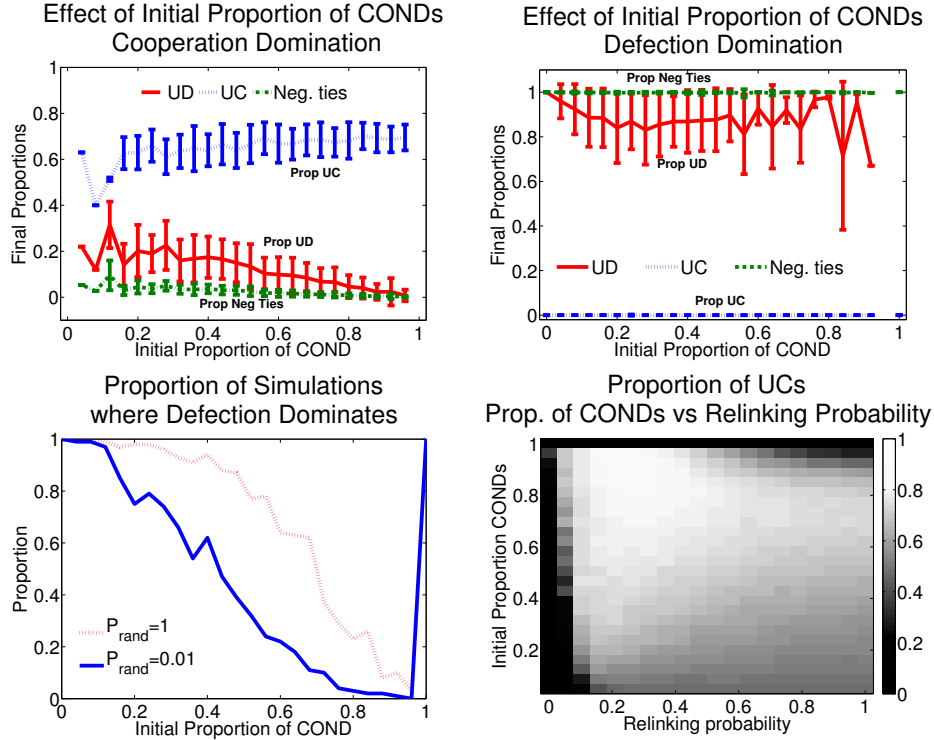 Effect of Initial Proportion of CONDs
Cooperation Domination
1
0.8
0.6
0.4
0.2
0
Final Proportions
UD
UC
Neg. ties
Prop UC
Prop UD
Prop Neg Ties
0
0.2
0.4
0.6
0.8
1
Initial Proportion of COND
Effect of Initial Proportion of CONDs
Defection Domination
1
0.8
0.6
0.4
0.2
0
Final Proportions
Prop Neg Ties
Prop UD
UD
UC
Neg. ties
Prop UC
0
0.2
0.4
0.6
0.8
1
Initial Proportion of COND
Proportion of Simulations
where Defection Dominates
1
0.8
0.6
0.4
0.2
Proportion
P_rand=1
P_rand=0.01
0
0.2
0.4
0.6
0.8
1
Initial Proportion of COND
Proportion of UCs
Prop. of CONDs vs Relinking Probability
1
0.8
0.6
0.4
0.2
Initial Proportion CONDs
0
0.2
0.4
0.6
0.8
1
Relinking probability
1
0.8
0.6
0.4
0.2
0